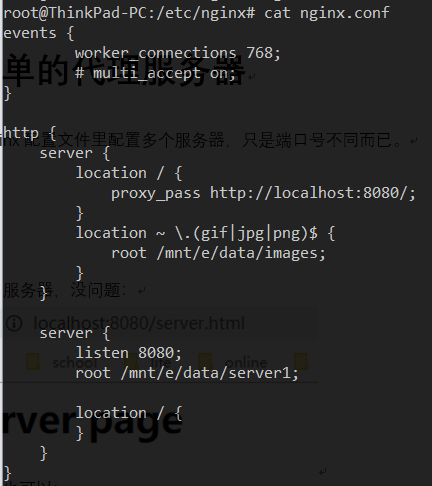 root@ThinkPad-PC:/etc/nginx# cat nginx.conf
events {
worker_connections 768;
# multi_accept on;
单的代理服务器
}
http {
nx 配置文件里配置多个服务器，只是端口号不同而已。
server {
location / {
proxy_pass http://localhost:8080/;
}
location ~ \.(gif|jpg|png)$ {
root /mnt/e/data/images;
}
服务器，没问题：
}
localhost:8080/server.html
server {
listen 8080;
school
online
root /mnt/e/data/server1;
rver page
location / {
}
}
}